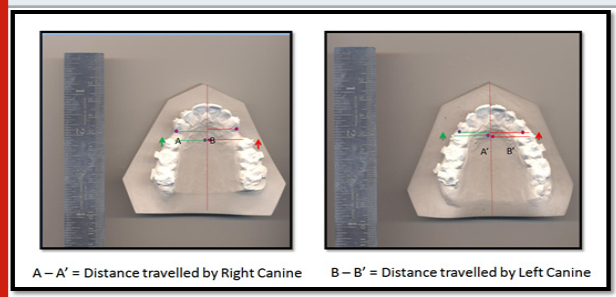 A B
A' B'
A – A' = Distance travelled by Right Canine
B – B' = Distance travelled by Left Canine